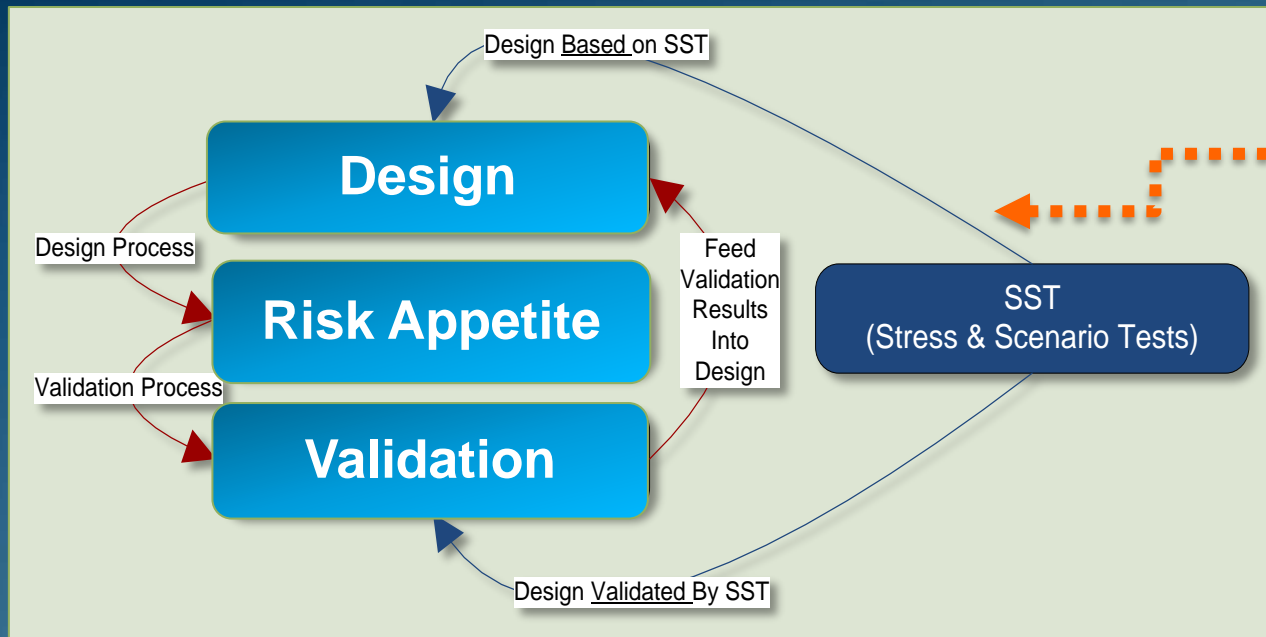 Design Based on SST
Design
Design Process
Feed
Validation
Results
Into
Design
Risk Appetite
SST
(Stress & Scenario Tests)
Validation Process
Validation
Design Validated By SST